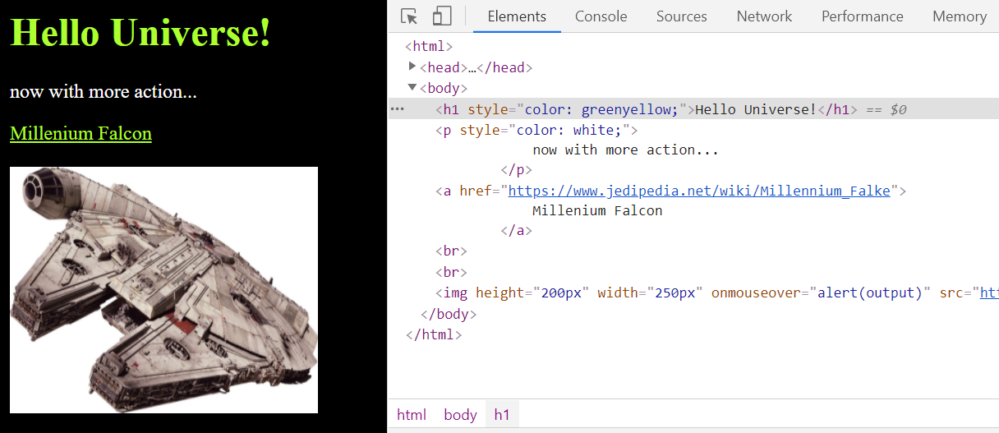 Hello Universe!
now with more action...
Millenium Falcon
Elements Console Sources Network Performance Memory
<html>
<head>…</head>
<body>
<h1 style="color: greenyellow;">Hello Universe!</h1> == $0
<p style="color: white;">
now with more action...
</p>
<a href="https://www.jedipedia.net/wiki/Millennium_Falke">
Millenium Falcon
</a>
<br>
<br>
<img height="200px" width="250px" onmouseover="alert(output)" src="htt
</body>
</html>
html body h1